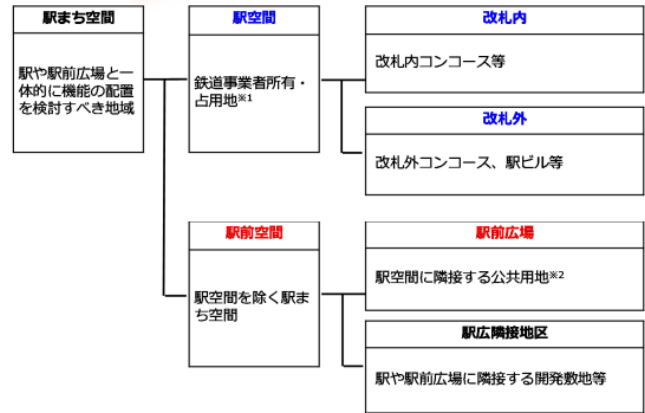 駅まち空間
駅や駅前広場と一
体的に機能の配置
を検討すべき地域
駅空間
鉄道事業者所有・
占用地※1
改札内
改札内コンコース等
改札外
改札外コンコース、駅ビル等
駅前空間
駅空間を除く駅ま
ち空間
駅前広場
駅空間に隣接する公共用地※2
駅広隣接地区
駅や駅前広場に隣接する開発敷地等